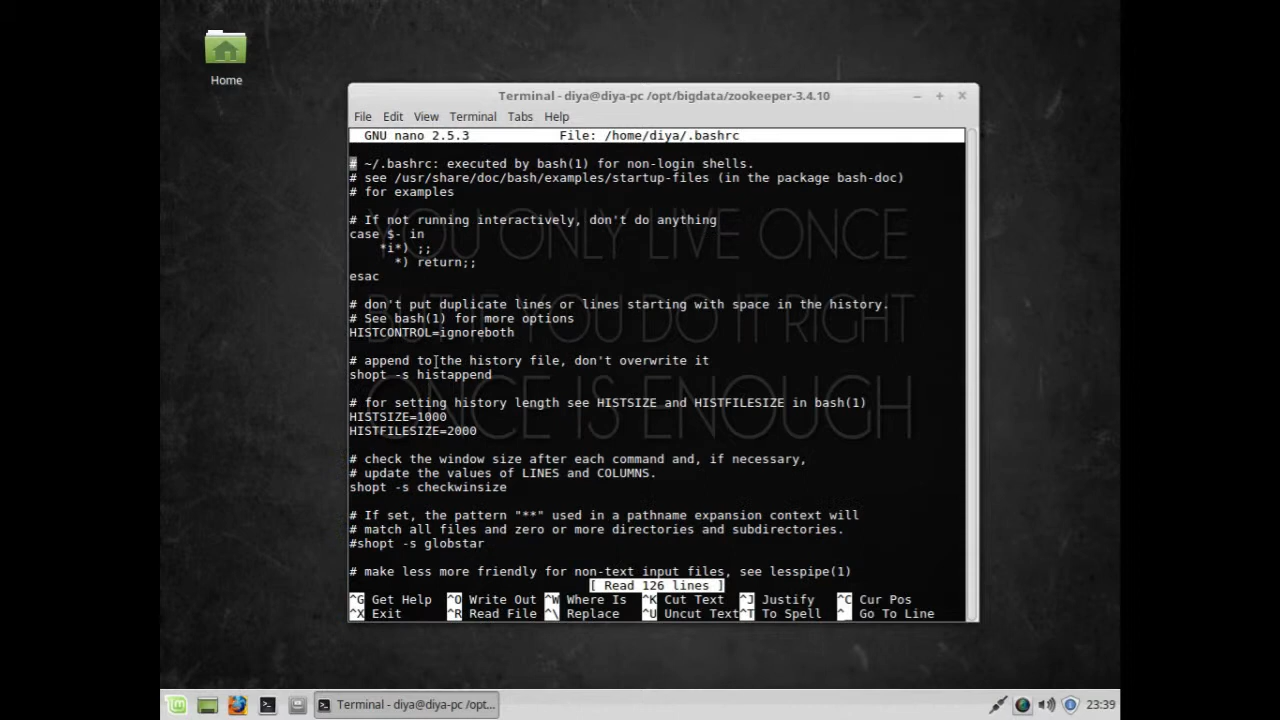 Home
Terminal - diya@diya-pc /opt/bigdata/zookeeper-3.4.10
File Edit View Terminal Tabs Help
GNU nano 2.5.3 File: /home/diya/.bashrc
# ~/.bashrc: executed by bash(1) for non-login shells.
# see /usr/share/doc/bash/examples/startup-files (in the package bash-doc)
# for examples
# If not running interactively, don't do anything
case $- in
*i*) ;;
*) return;;
esac
# don't put duplicate lines or lines starting with space in the history.
# See bash(1) for more options
HISTCONTROL=ignoreboth
# append to the history file, don't overwrite it
shopt -s histappend
# for setting history length see HISTSIZE and HISTFILESIZE in bash(1)
HISTSIZE=1000
HISTFILESIZE=2000
# check the window size after each command and, if necessary,
# update the values of LINES and COLUMNS.
shopt -s checkwinsize
# If set, the pattern "**" used in a pathname expansion context will
# match all files and zero or more directories and subdirectories.
#shopt -s globstar
# make less more friendly for non-text input files, see lesspipe(1)
[ Read 126 lines ]
^G Get Help ^O Write Out ^W Where Is ^K Cut Text ^J Justify ^C Cur Pos
^X Exit ^R Read File ^\ Replace ^U Uncut Text ^T To Spell ^_ Go To Line
YOU ONLY LIVE ONCE
BUT IF YOU DO IT RIGHT
ONCE IS ENOUGH
Terminal - diya@diya-pc /opt...
23:39